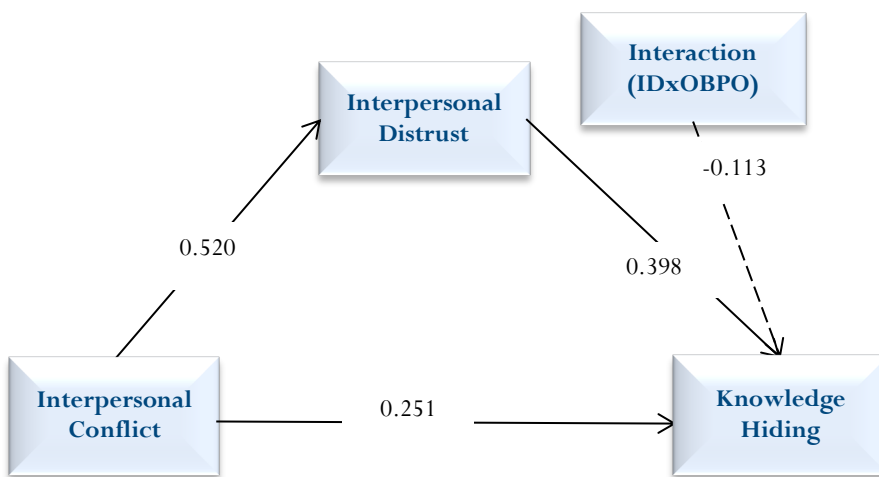 Interaction
(IDxOBPO)
Interpersonal
Distrust
-0.113
0.520
0.398
Interpersonal
Conflict
0.251
Knowledge
Hiding